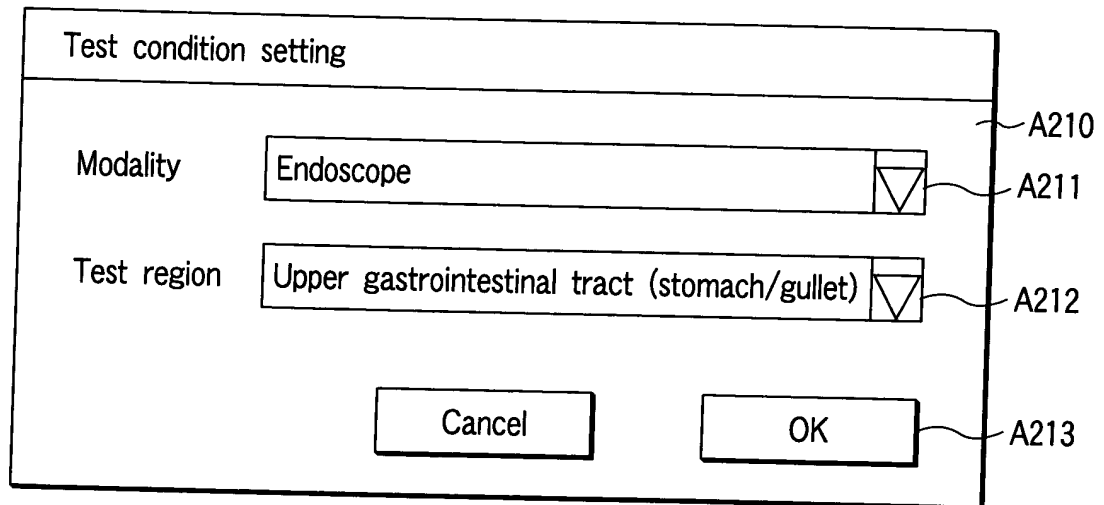 Test condition setting
A210
Modality Endoscope A211
Test region Upper gastrointestinal tract (stomach/gullet) A212
Cancel OK A213